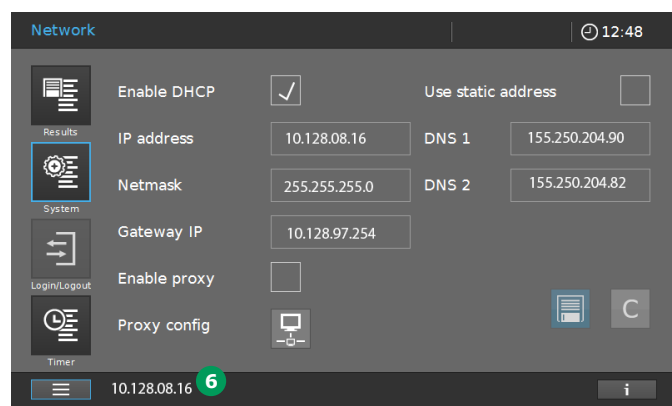 Network 12:48
Enable DHCP Use static address
Results
IP address 10.128.08.16 DNS 1 155.250.204.90
Netmask 255.255.255.0 DNS 2 155.250.204.82
System
Gateway IP 10.128.97.254
Login/Logout
Enable proxy
C
Proxy config
Timer
10.128.08.16 6 i